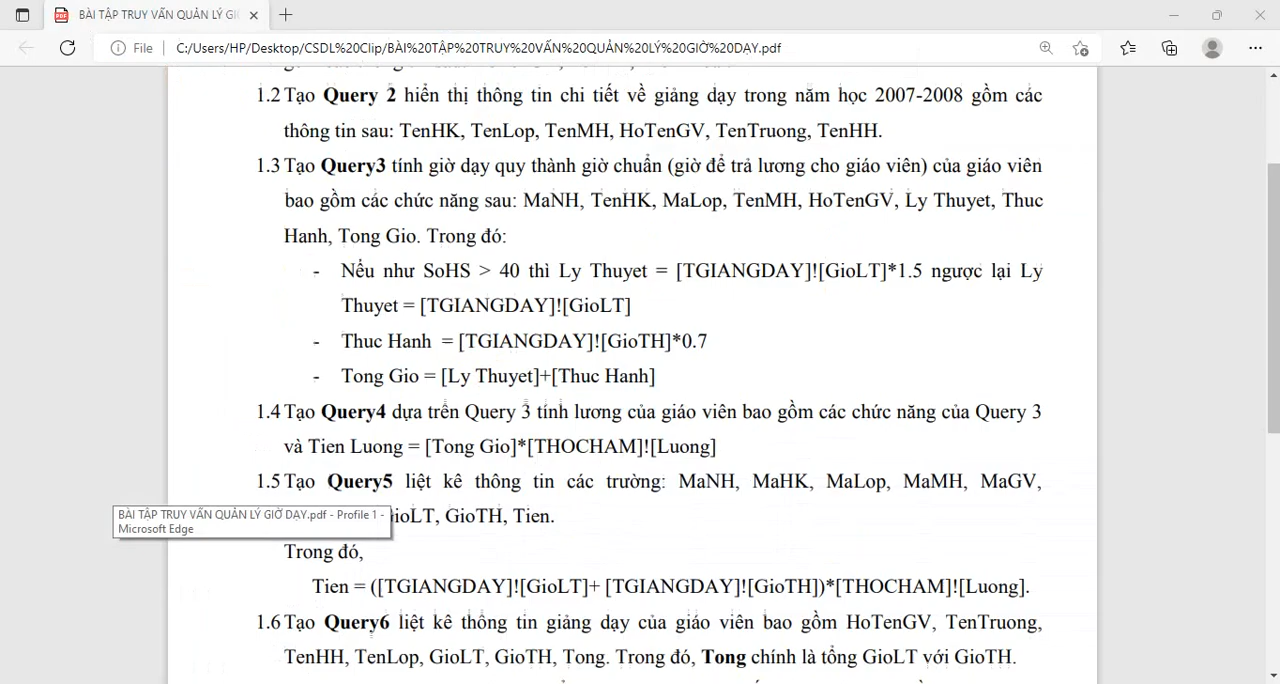 BÀI TẬP TRUY VẤN QUẢN LÝ GIỜ
File
C:/Users/HP/Desktop/CSDL%20Clip/BÀI%20TẬP%20TRUY%20VẤN%20QUẢN%20LÝ%20GIỜ%20DẠY.pdf
1.2 Tạo Query 2 hiển thị thông tin chi tiết về giảng dạy trong năm học 2007-2008 gồm các
thông tin sau: TenHK, TenLop, TenMH, HoTenGV, TenTruong, TenHH.
1.3 Tạo Query3 tính giờ dạy quy thành giờ chuẩn (giờ để trả lương cho giáo viên) của giáo viên
bao gồm các chức năng sau: MaNH, TenHK, MaLop, TenMH, HoTenGV, Ly Thuyet, Thuc
Hanh, Tong Gio. Trong đó:
- Nếu như SoHS > 40 thì Ly Thuyet = [TGIANGDAY]![GioLT]*1.5 ngược lại Ly
Thuyet = [TGIANGDAY]![GioLT]
- Thuc Hanh = [TGIANGDAY]![GioTH]*0.7
- Tong Gio = [Ly Thuyet]+[Thuc Hanh]
1.4 Tạo Query4 dựa trên Query 3 tính lương của giáo viên bao gồm các chức năng của Query 3
và Tien Luong = [Tong Gio]*[THOCHAM]![Luong]
1.5 Tạo Query5 liệt kê thông tin các trường: MaNH, MaHK, MaLop, MaMH, MaGV,
GioLT, GioTH, Tien.
BÀI TẬP TRUY VẤN QUẢN LÝ GIỜ DẠY.pdf - Profile 1 -
Microsoft Edge
Trong đó,
Tien = ([TGIANGDAY]![GioLT]+ [TGIANGDAY]![GioTH])*[THOCHAM]![Luong].
1.6 Tạo Query6 liệt kê thông tin giảng dạy của giáo viên bao gồm HoTenGV, TenTruong,
TenHH, TenLop, GioLT, GioTH, Tong. Trong đó, Tong chính là tổng GioLT với GioTH.